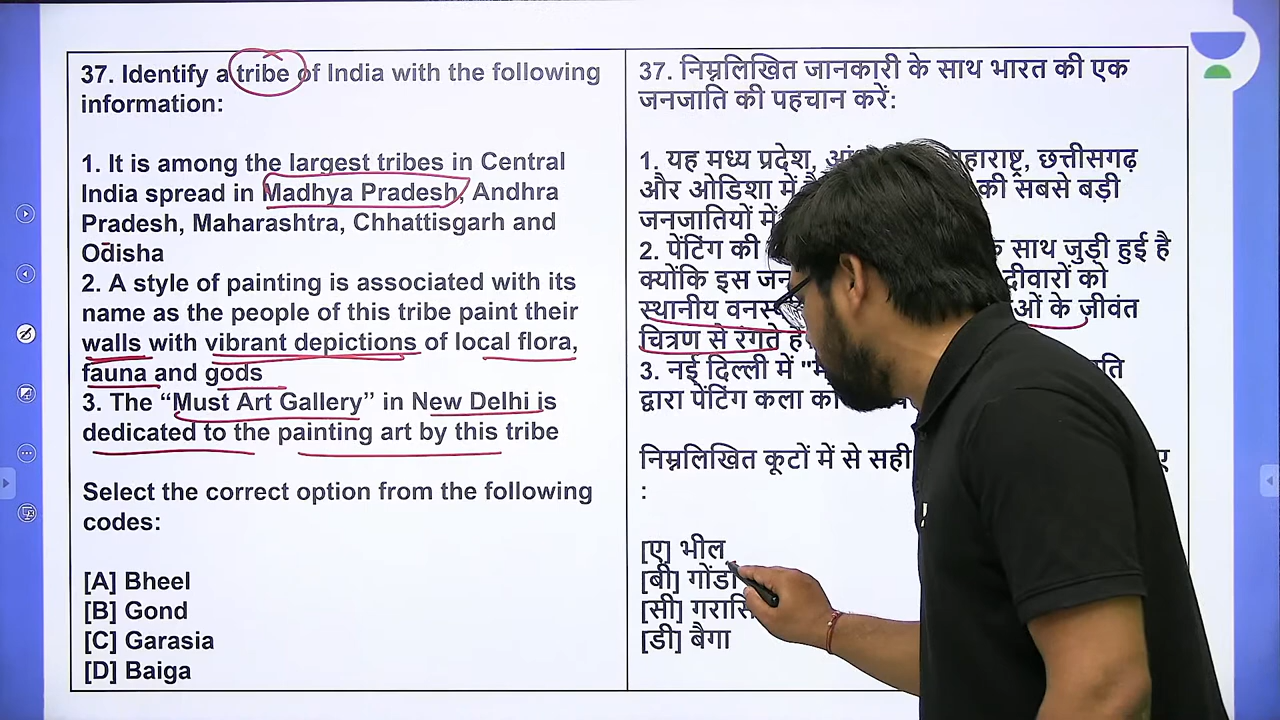 37. Identify a tribe of India with the following
information:
1. It is among the largest tribes in Central
India spread in Madhya Pradesh, Andhra
Pradesh, Maharashtra, Chhattisgarh and
Odisha
2. A style of painting is associated with its
name as the people of this tribe paint their
walls with vibrant depictions of local flora,
fauna and gods
3. The “Must Art Gallery” in New Delhi is
dedicated to the painting art by this tribe
Select the correct option from the following
codes:
[A] Bheel
[B] Gond
[C] Garasia
[D] Baiga
37. निम्नलिखित जानकारी के साथ भारत की एक
जनजाति की पहचान करें:
1. यह मध्य प्रदेश, छत्तीसगढ़
और ओडिशा में की सबसे बड़ी
जनजातियों में
2. पेंटिंग की साथ जुड़ी हुई है
क्योंकि इस दीवारों को
स्थानीय के जीवंत
चित्रण से रंगते
3. नई दिल्ली में
द्वारा पेंटिंग कला
निम्नलिखित कूटों में से सही
:
[ए] भील
[बी] गोंडा
[सी]
[डी] बैगा